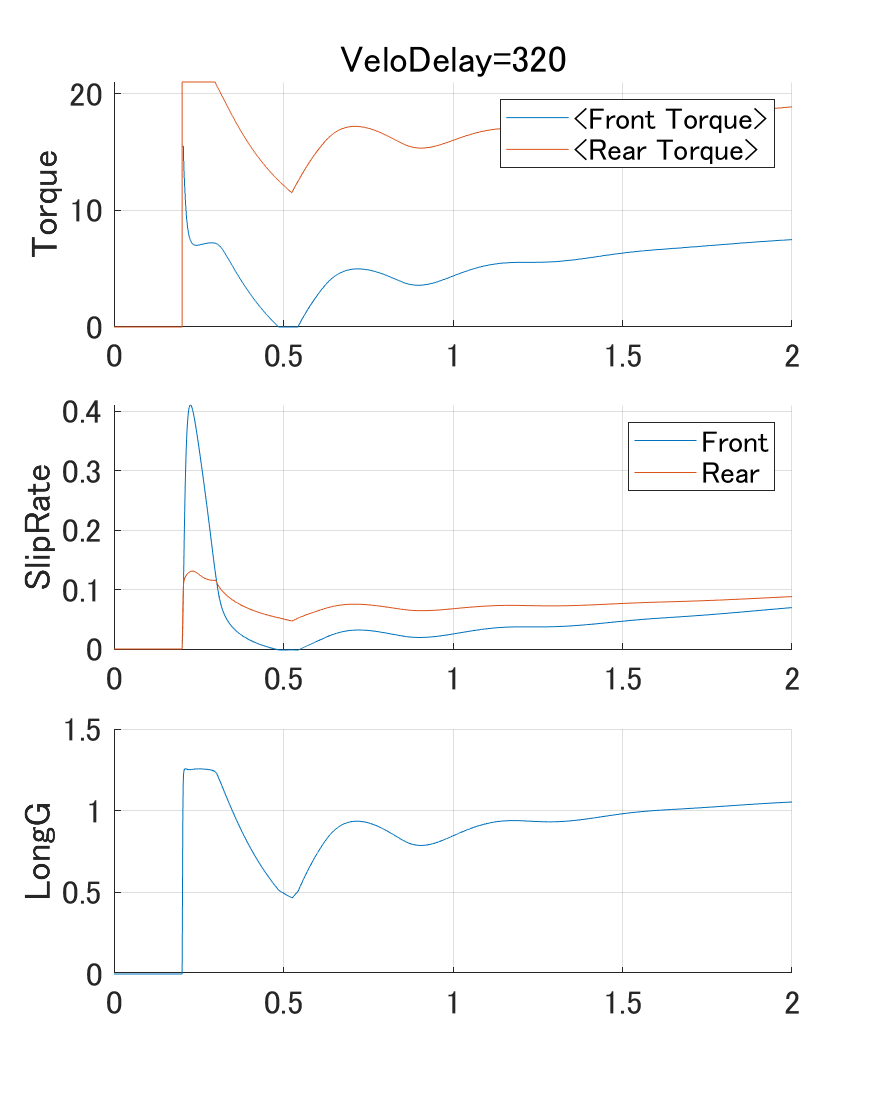 VeloDelay=320
Torque
20
10
0
<Front Torque>
<Rear Torque>
0 0.5 1 1.5 2
SlipRate
0.4
0.3
0.2
0.1
0
Front
Rear
0 0.5 1 1.5 2
LongG
1.5
1
0.5
0
0 0.5 1 1.5 2